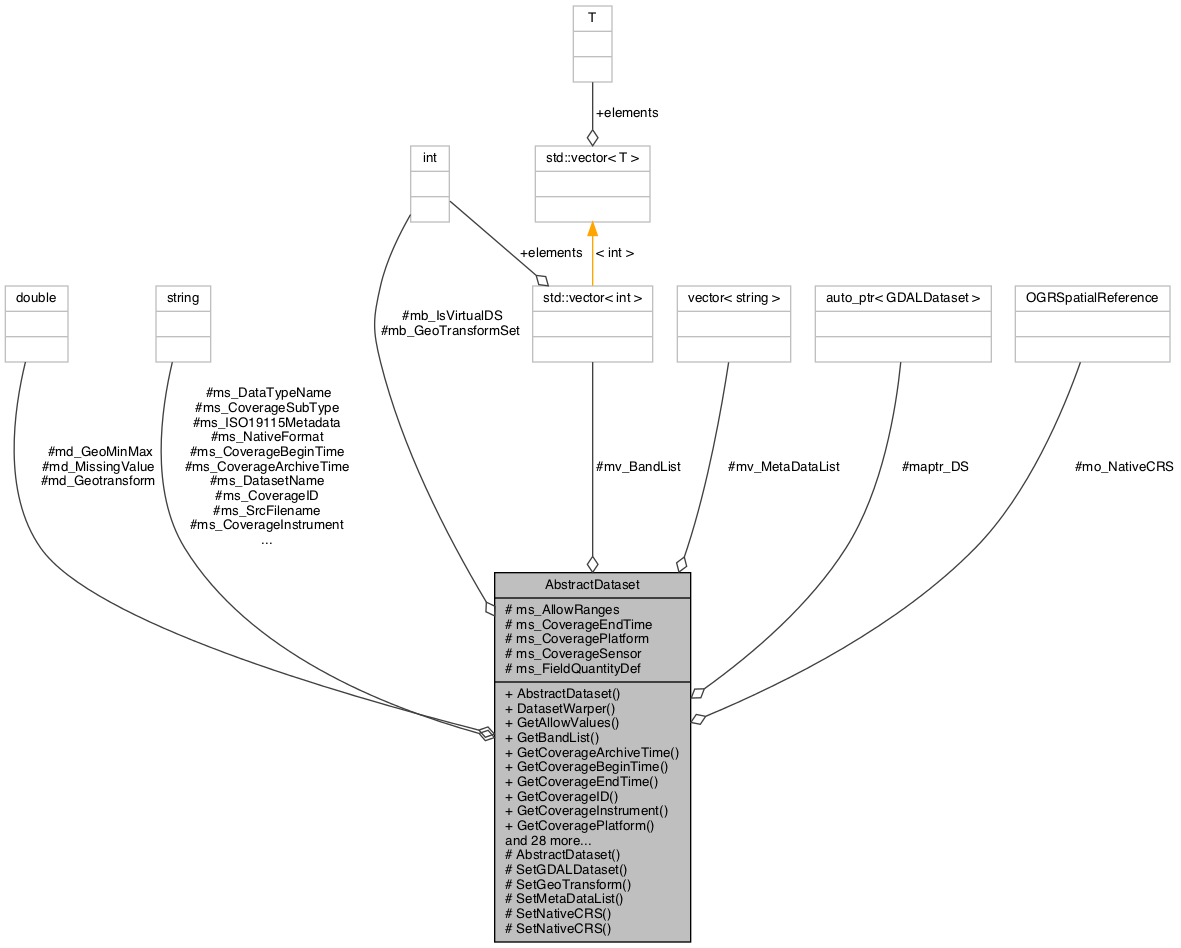 T
+elements
int
std::vector< T >
+elements
< int >
double
string
std::vector< int >
vector< string >
auto_ptr< GDALDataset >
OGRSpatialReference
#mb_IsVirtualDS
#mb_GeoTransformSet
#md_GeoMinMax
#md_MissingValue
#md_Geotransform
#ms_DataTypeName
#ms_CoverageSubType
#ms_ISO19115Metadata
#ms_NativeFormat
#ms_CoverageBeginTime
#ms_CoverageArchiveTime
#ms_DatasetName
#ms_CoverageID
#ms_SrcFilename
#ms_CoverageInstrument
...
#mv_BandList
#mv_MetaDataList
#maptr_DS
#mo_NativeCRS
AbstractDataset
# ms_AllowRanges
# ms_CoverageEndTime
# ms_CoveragePlatform
# ms_CoverageSensor
# ms_FieldQuantityDef
+ AbstractDataset()
+ DatasetWarper()
+ GetAllowValues()
+ GetBandList()
+ GetCoverageArchiveTime()
+ GetCoverageBeginTime()
+ GetCoverageEndTime()
+ GetCoverageID()
+ GetCoverageInstrument()
+ GetCoveragePlatform()
and 28 more...
# AbstractDataset()
# SetGDALDataset()
# SetGeoTransform()
# SetMetaDataList()
# SetNativeCRS()
# SetNativeCRS()